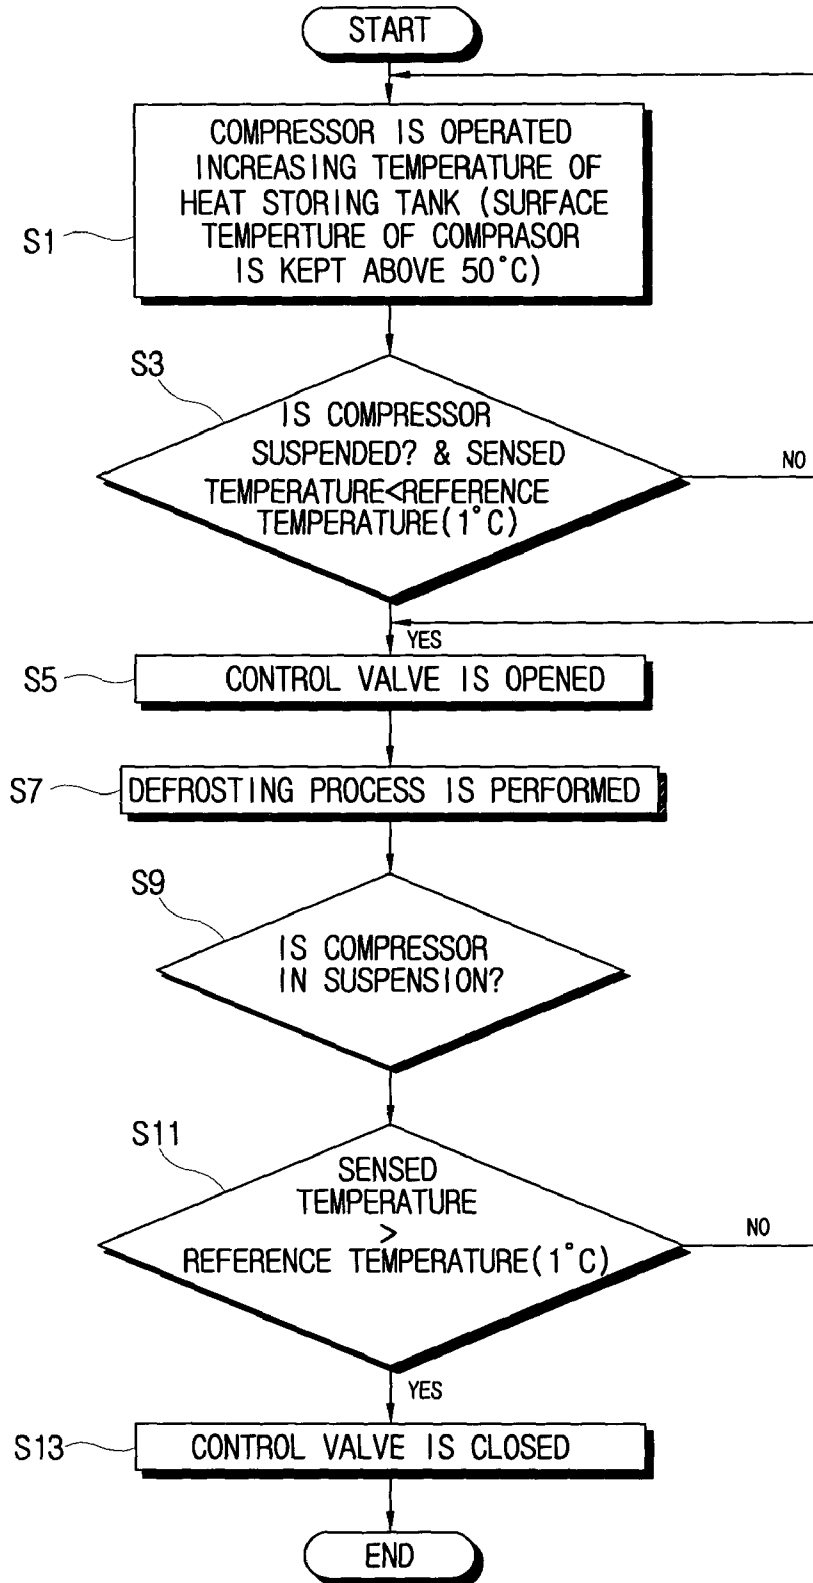 START
COMPRESSOR IS OPERATED
INCREASING TEMPERATURE OF
HEAT STORING TANK (SURFACE
TEMPERTURE OF COMPRASOR
IS KEPT ABOVE 50°C)
S1
S3
IS COMPRESSOR
SUSPENDED? & SENSED
TEMPERATURE<REFERENCE
TEMPERATURE(1°C)
NO
YES
S5
CONTROL VALVE IS OPENED
S7
DEFROSTING PROCESS IS PERFORMED
S9
IS COMPRESSOR
IN SUSPENSION?
S11
SENSED
TEMPERATURE
>
REFERENCE TEMPERATURE(1°C)
NO
YES
S13
CONTROL VALVE IS CLOSED
END